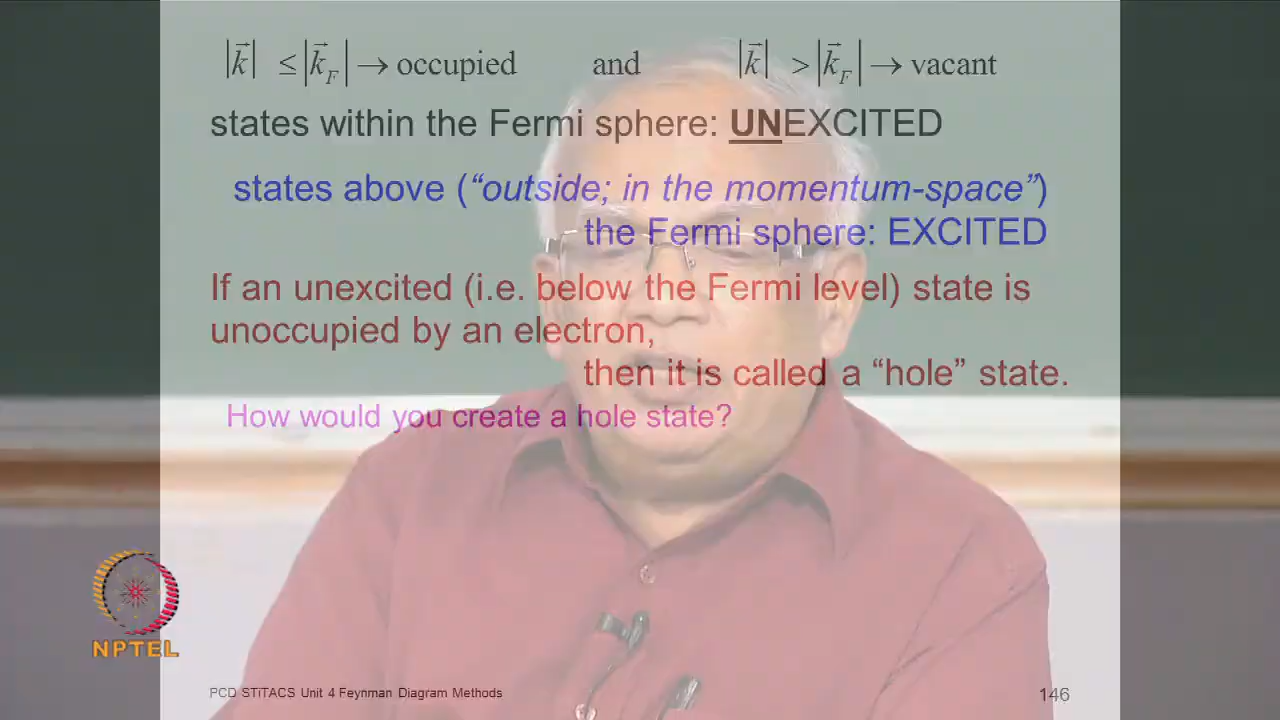 |k⃗| ≤ |k⃗_F| → occupied and |k⃗| > |k⃗_F| → vacant
states within the Fermi sphere: UNEXCITED
states above (“outside; in the momentum-space”)
the Fermi sphere: EXCITED
If an unexcited (i.e. below the Fermi level) state is
unoccupied by an electron,
then it is called a “hole” state.
How would you create a hole state?
NPTEL
PCD STiTACS Unit 4 Feynman Diagram Methods
146